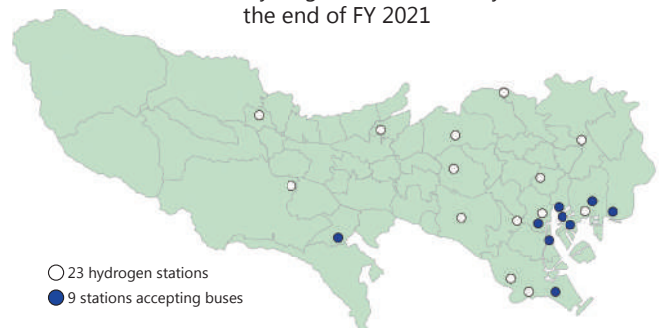 the end of FY 2021
23 hydrogen stations
9 stations accepting buses